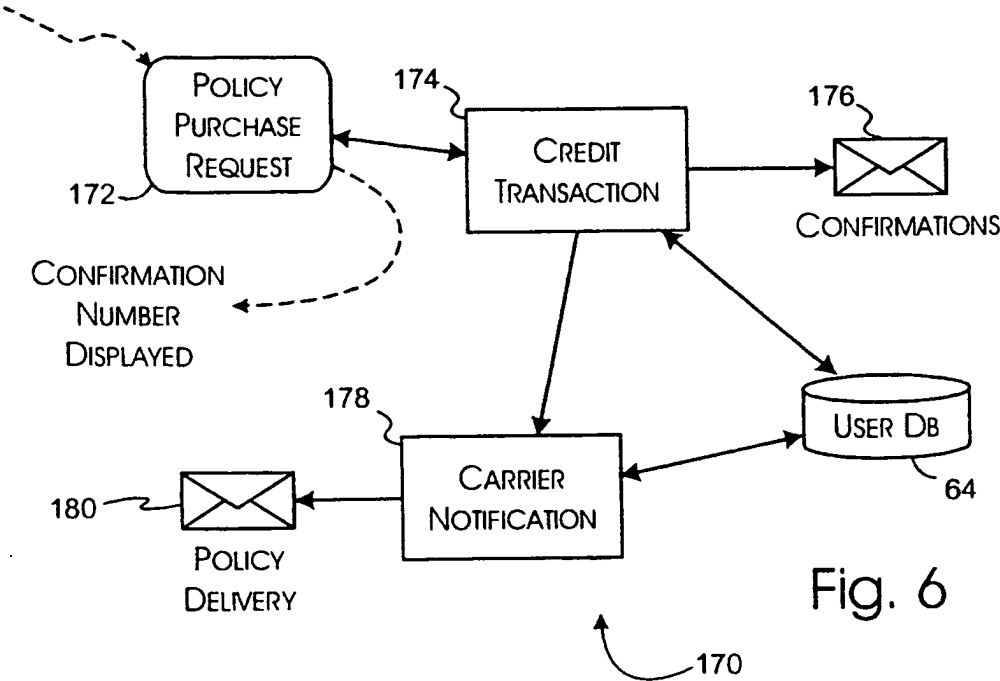 174
176
POLICY
PURCHASE
REQUEST
CREDIT
TRANSACTION
172
CONFIRMATIONS
CONFIRMATION
NUMBER
DISPLAYED
178
USER DB
CARRIER
NOTIFICATION
64
180
POLICY
DELIVERY
Fig. 6
170